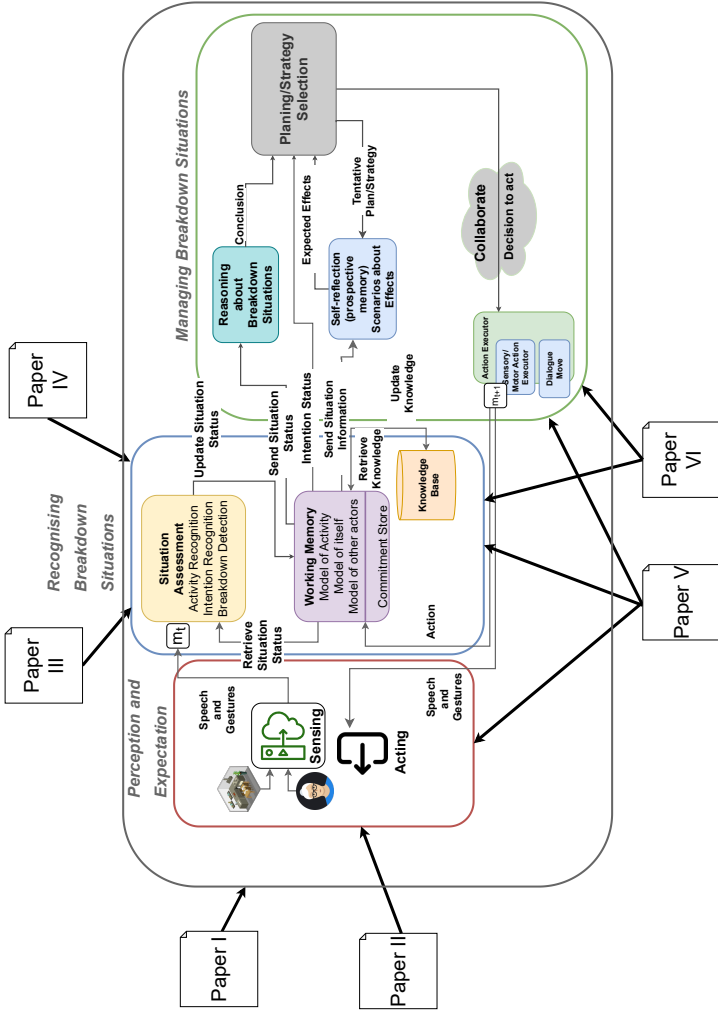 Paper
III
Paper
IV
Recognising
Breakdown
Situations
Perception and
Expectation
Managing Breakdown Situations
Paper I
Paper II
Speech
and
Gestures
Sensing
Acting
Speech
and
Gestures
mt
Situation
Assessment
Activity Recognition
Intention Recognition
Breakdown Detection
Retrieve
Situation
Status
Update Situation
Status
Working Memory
Model of Activity
Model of itself
Model of other actors
Commitment Store
Action
Send Situation
Status
Intention Status
Send Situation
Information
Retrieve
Knowledge
Update
Knowledge
Knowledge
Base
Reasoning
about
Breakdown
Situations
Conclusion
Expected Effects
Self-reflection
(prospective
memory)
Scenarios about
Effects
Tentative
Plan/Strategy
Planing/Strategy
Selection
Collaborate
Decision to act
Action Executor
mt+1
Sensory/
Motor Action
Executor
Dialogue
Move
Paper V
Paper
VI